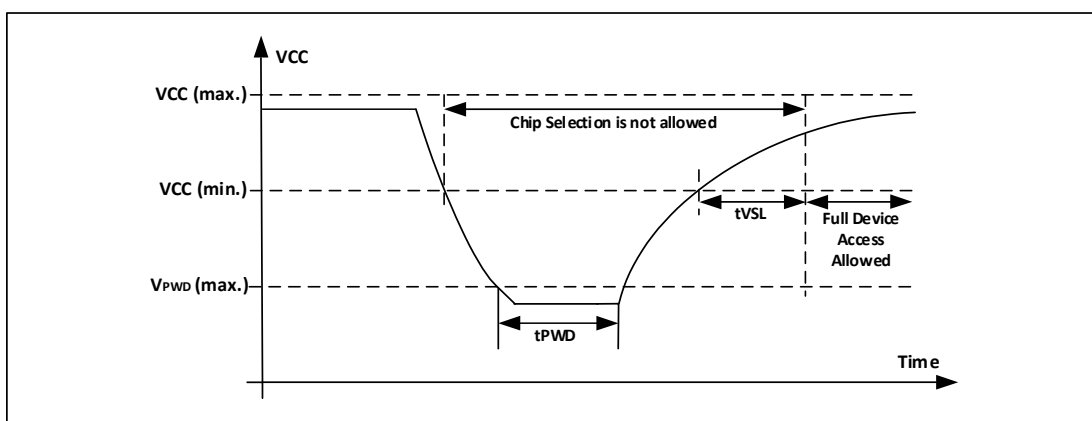 VCC
VCC (max.)
Chip Selection is not allowed
VCC (min.)
tVSL
Full Device
Access
Allowed
VPWD (max.)
tPWD
Time